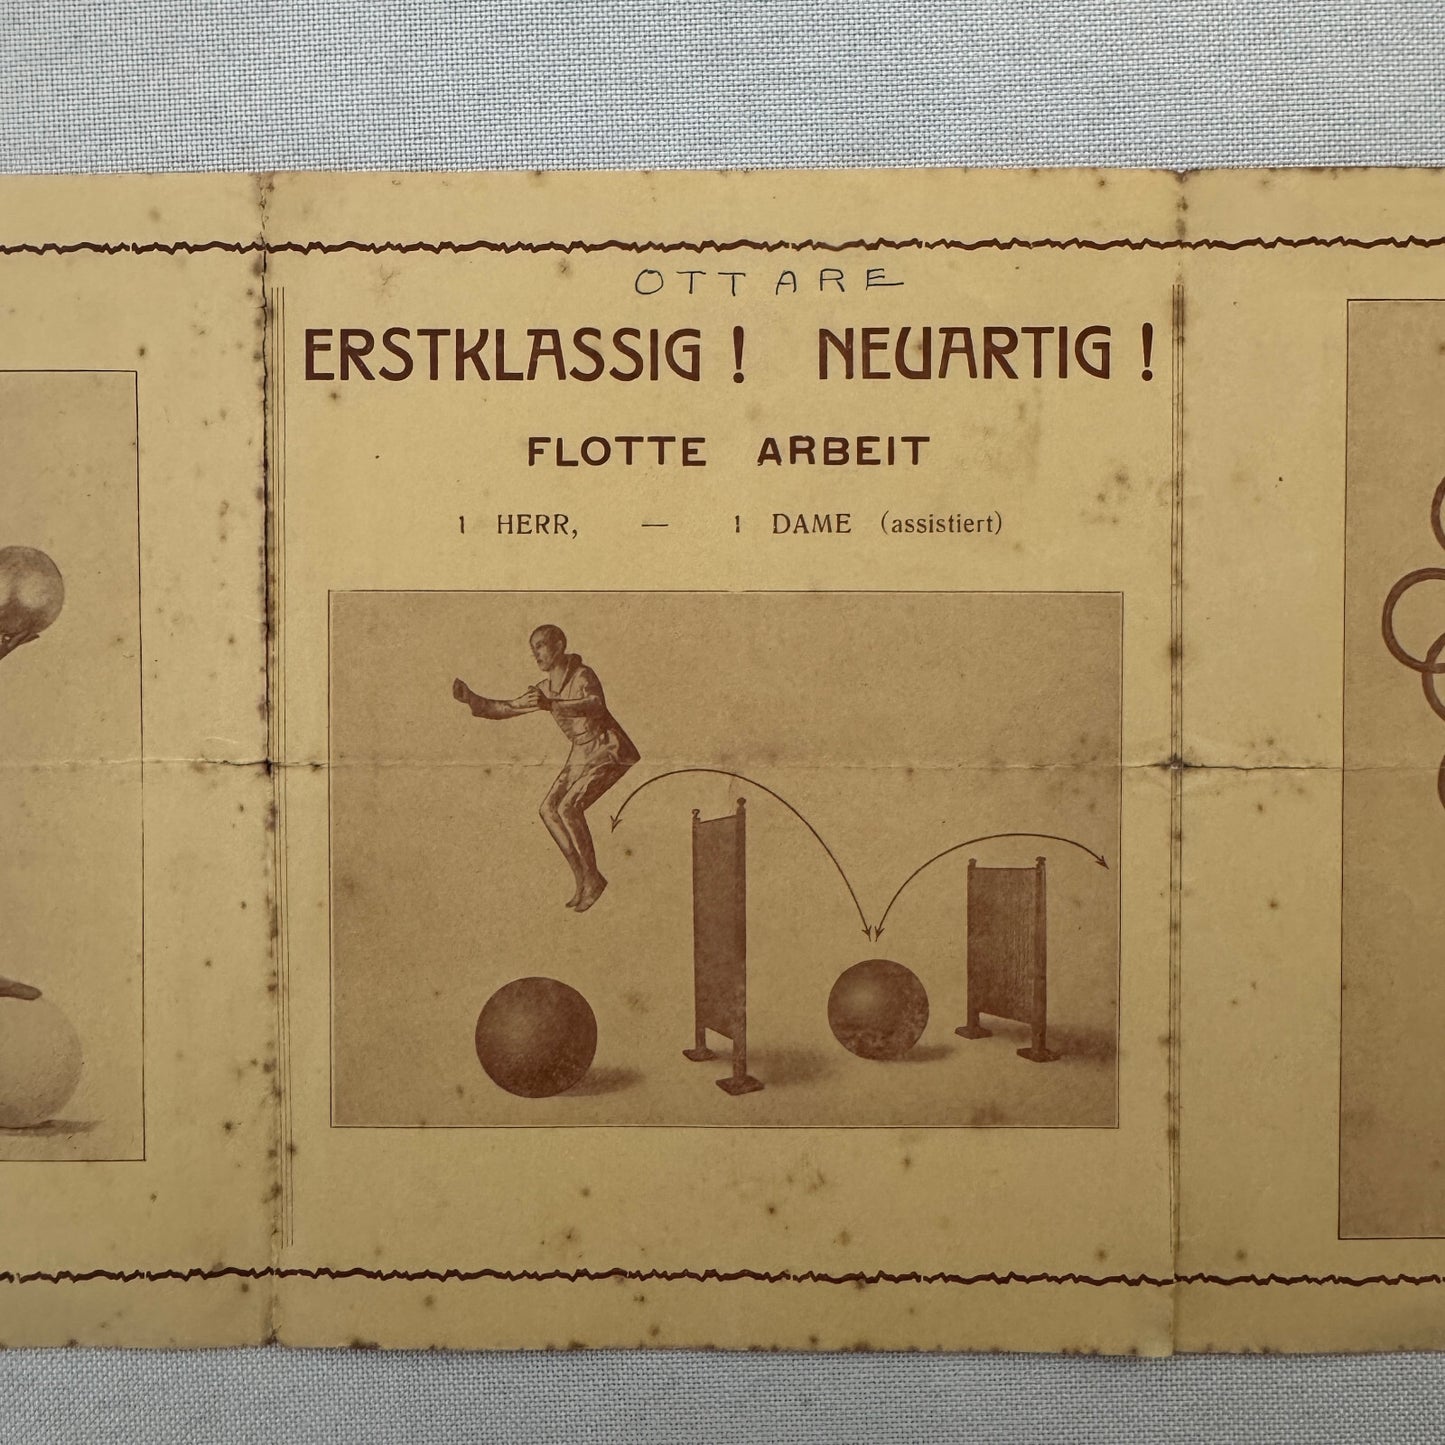 OTTARE
ERSTKLASSIG ! NEUARTIG !
FLOTTE ARBEIT
1 HERR, — 1 DAME (assistiert)